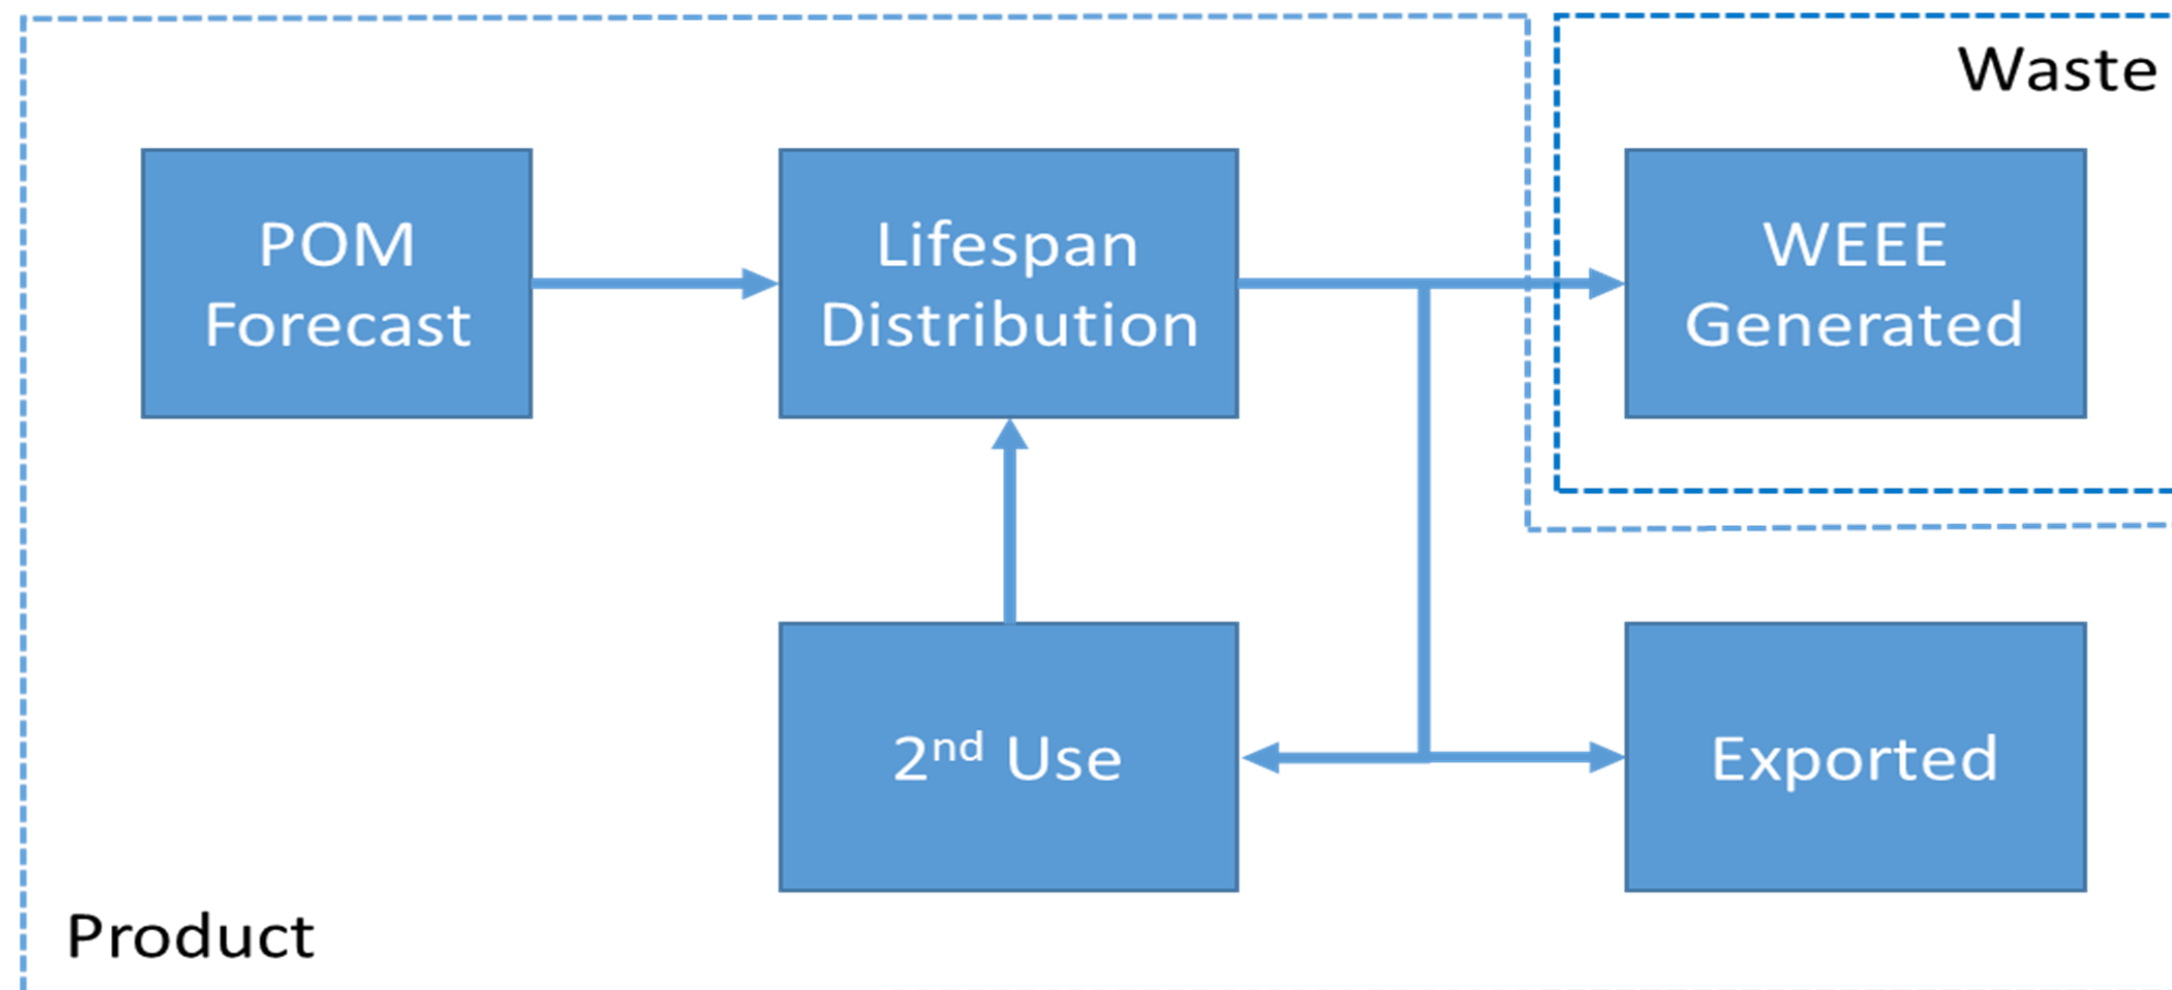 Waste
POM
Forecast
Lifespan
Distribution
WEEE
Generated
2nd Use
Exported
Product